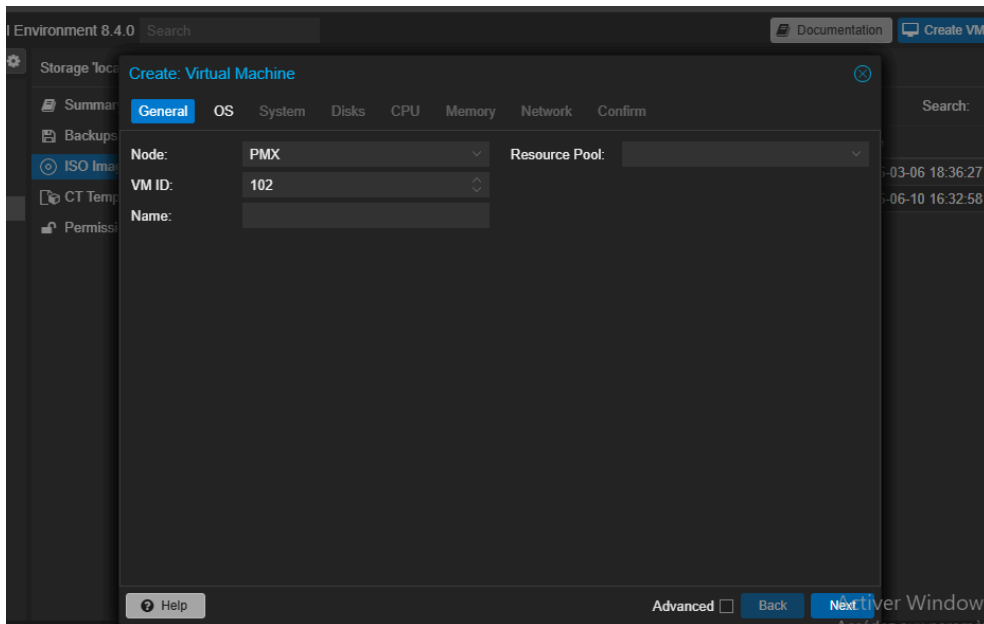 l Environment 8.4.0 Search Documentation Create VM
Storage 'loca
Create: Virtual Machine
Summar
General OS System Disks CPU Memory Network Confirm
Search:
Backups
Node: PMX Resource Pool:
ISO Ima
-03-06 18:36:27
VM ID: 102
CT Temp
-06-10 16:32:58
Name:
Permissi
Help Advanced Back Next
Activer Window